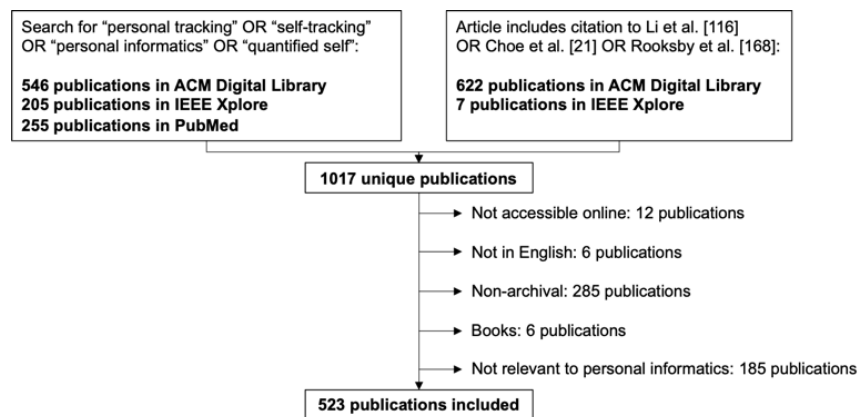 Search for “personal tracking” OR “self-tracking”
OR “personal informatics” OR “quantified self”:
546 publications in ACM Digital Library
205 publications in IEEE Xplore
255 publications in PubMed
Article includes citation to Li et al. [116]
OR Choe et al. [21] OR Rooksby et al. [168]:
622 publications in ACM Digital Library
7 publications in IEEE Xplore
1017 unique publications
Not accessible online: 12 publications
Not in English: 6 publications
Non-archival: 285 publications
Books: 6 publications
Not relevant to personal informatics: 185 publications
523 publications included